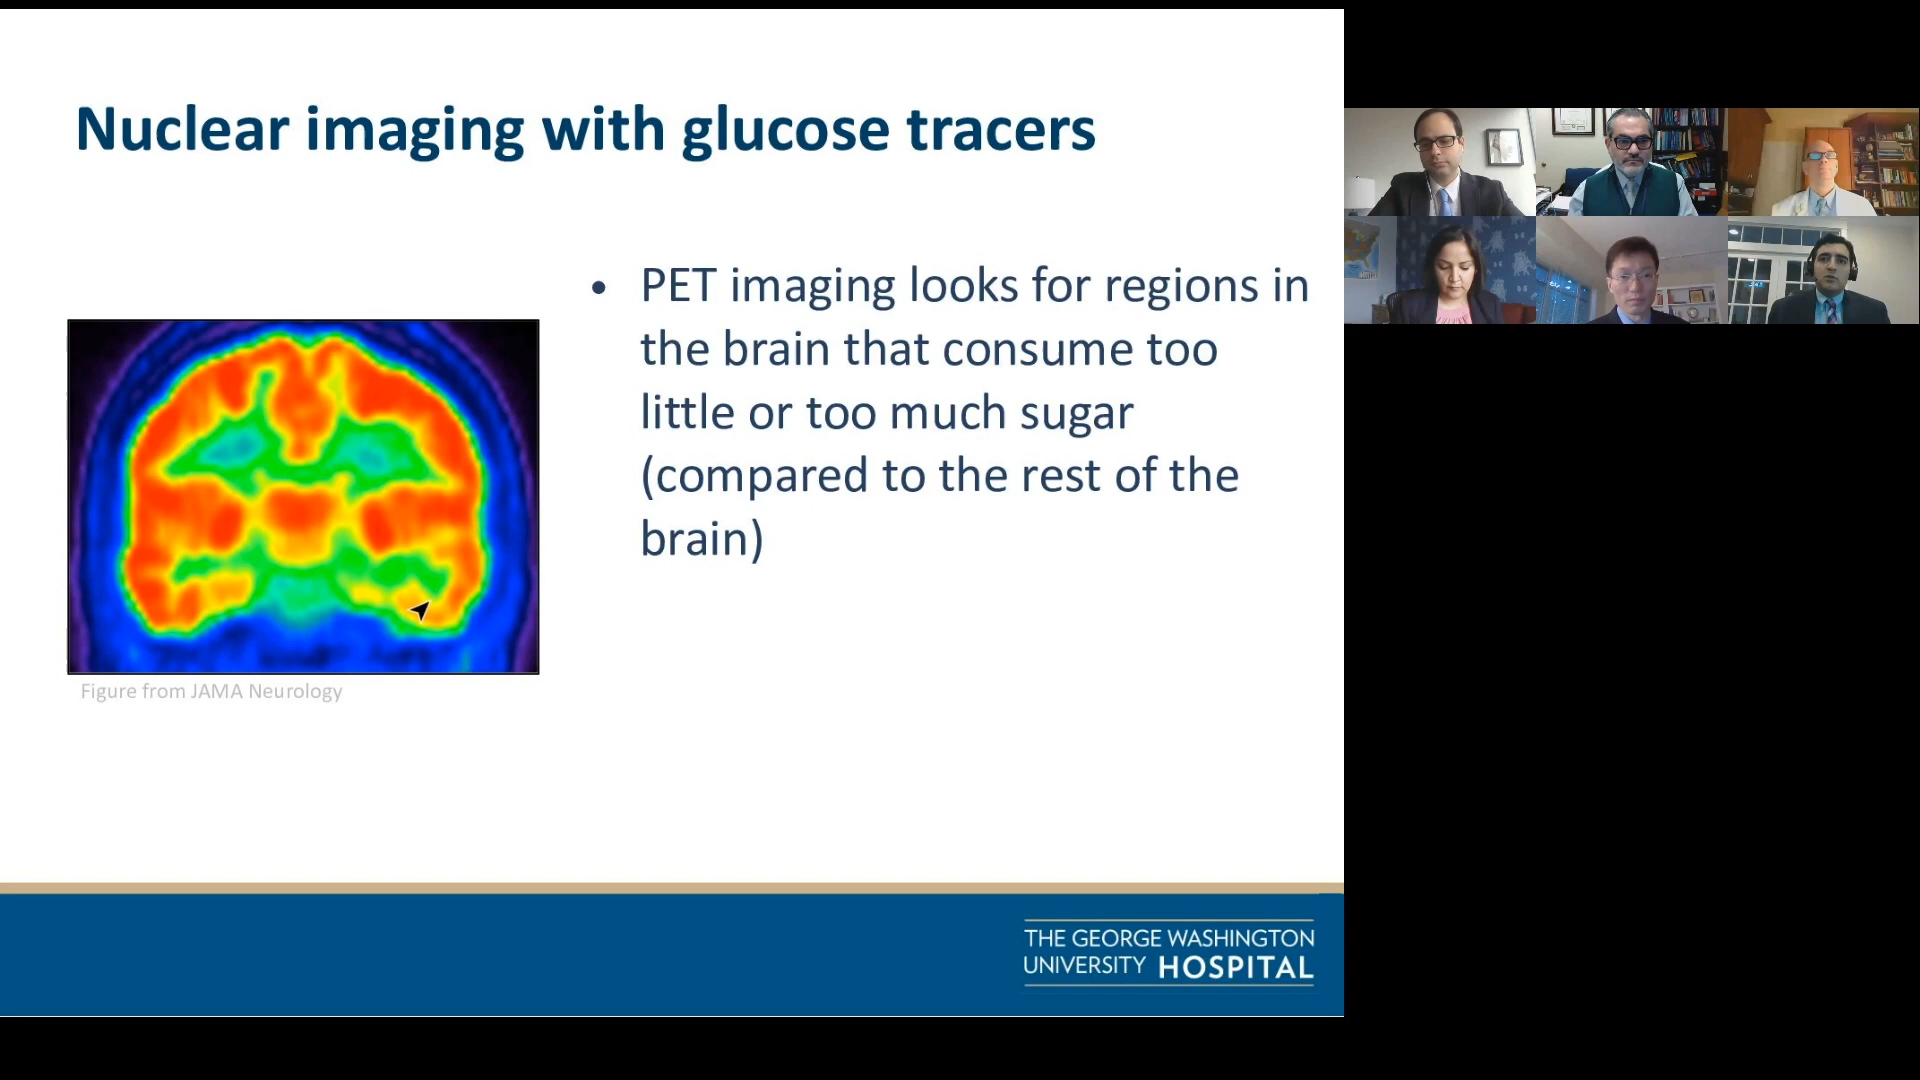 Nuclear imaging with glucose tracers
• PET imaging looks for regions in
the brain that consume too
little or too much sugar
(compared to the rest of the
brain)
Figure from JAMA Neurology
THE GEORGE WASHINGTON
UNIVERSITY HOSPITAL